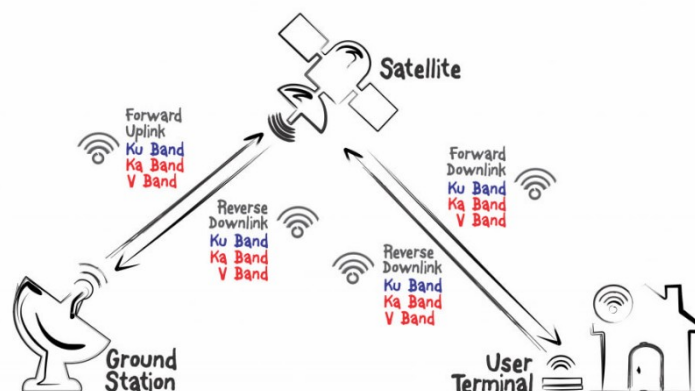 Satellite
Forward
Uplink
Ku Band
Ka Band
V Band
Forward
Downlink
Ku Band
Ka Band
V Band
Reverse
Downlink
Ku Band
Ka Band
V Band
Reverse
Downlink
Ku Band
Ka Band
V Band
Ground
Station
User
Terminal